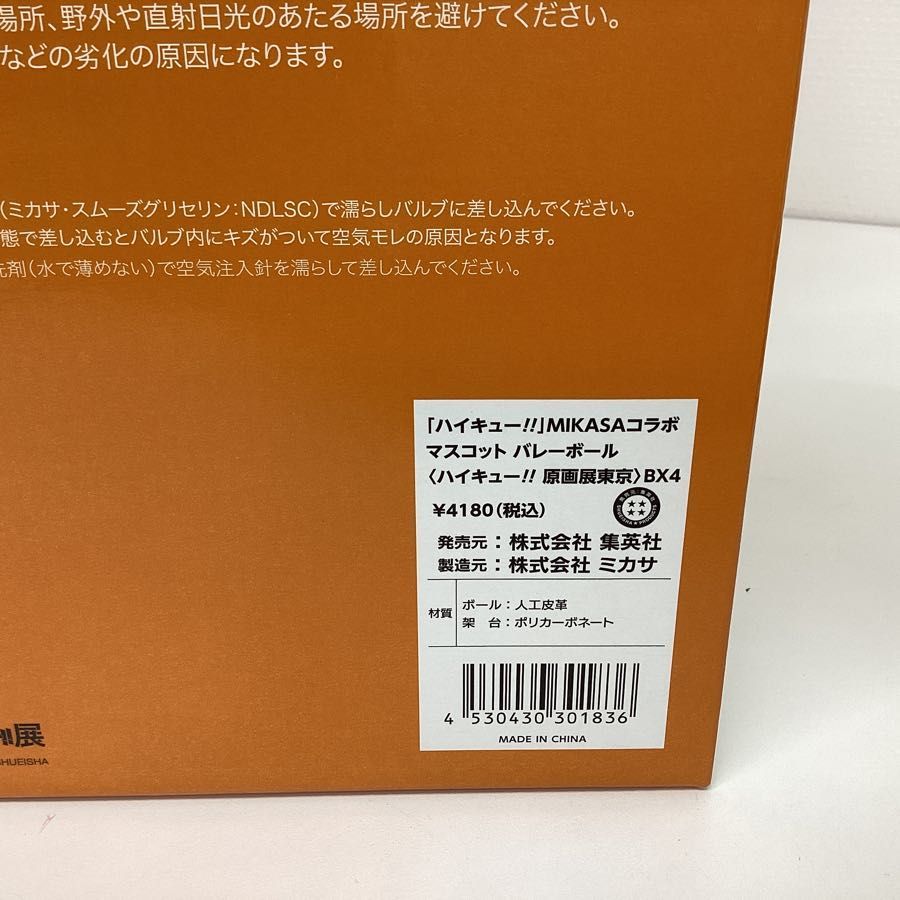 場所、野外や直射日光のあたる場所を避けてください。
などの劣化の原因になります。
(ミカサ・スムーズグリセリン:NDLSC)で濡らしバルブに差し込んでください。
態で差し込むとバルブ内にキズがついて空気モレの原因となります。
洗剤(水で薄めない)で空気注入針を濡らして差し込んでください。
「ハイキュー!!」MIKASAコラボ
マスコット バレーボール
〈ハイキュー!! 原画展東京〉BX4
¥4180(税込)
発売元:株式会社 集英社
製造元:株式会社 ミカサ
材質
ボール:人工皮革
架 台:ポリカーボネート
4 530430 301836
MADE IN CHINA
展
SHUEISHA